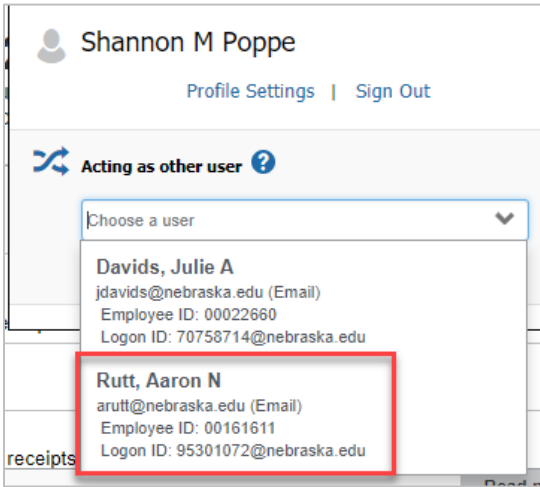 Shannon M Poppe
Profile Settings | Sign Out
Acting as other user ?
Choose a user
Davids, Julie A
jdavids@nebraska.edu (Email)
Employee ID: 00022660
Logon ID: 70758714@nebraska.edu
Rutt, Aaron N
arutt@nebraska.edu (Email)
Employee ID: 00161611
Logon ID: 95301072@nebraska.edu
receipts